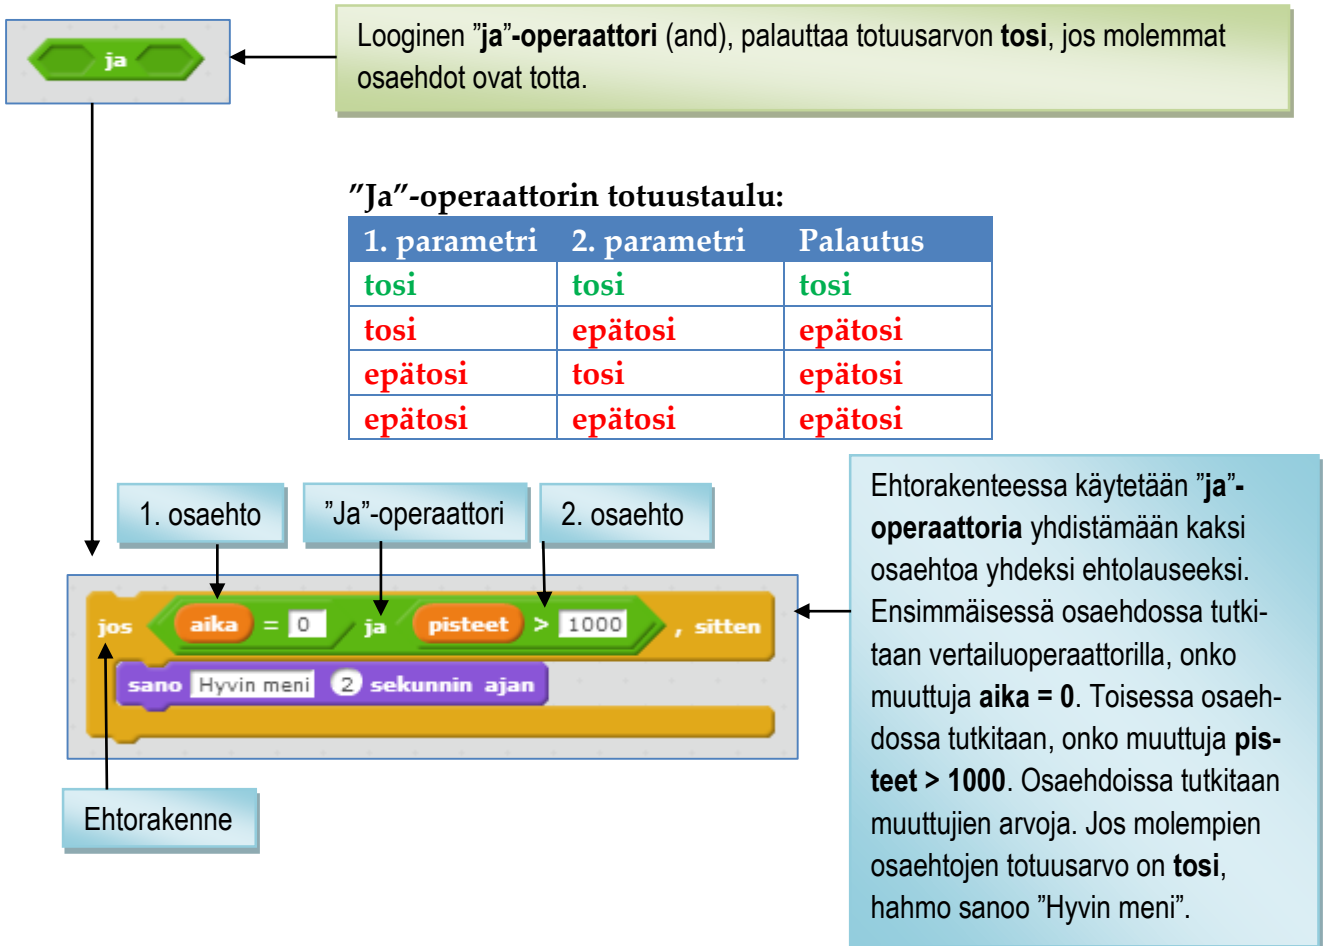 ja
Looginen ”ja”-operaattori (and), palauttaa totuusarvon tosi, jos molemmat
osaehdot ovat totta.
”Ja”-operaattorin totuustaulu:
1. parametri 2. parametri Palautus
tosi tosi tosi
tosi epätosi epätosi
epätosi tosi epätosi
epätosi epätosi epätosi
1. osaehto ”Ja”-operaattori 2. osaehto
jos aika = 0 ja pisteet > 1000 , sitten
sano Hyvin meni 2 sekunnin ajan
Ehtorakenne
Ehtorakenteessa käytetään ”ja”-
operaattoria yhdistämään kaksi
osaehtoa yhdeksi ehtolauseeksi.
Ensimmäisessä osaehdossa tutki-
taan vertailuoperaattorilla, onko
muuttuja aika = 0. Toisessa osaeh-
dossa tutkitaan, onko muuttuja pis-
teet > 1000. Osaehdoissa tutkitaan
muuttujien arvoja. Jos molempien
osaehtojen totuusarvo on tosi,
hahmo sanoo ”Hyvin meni”.